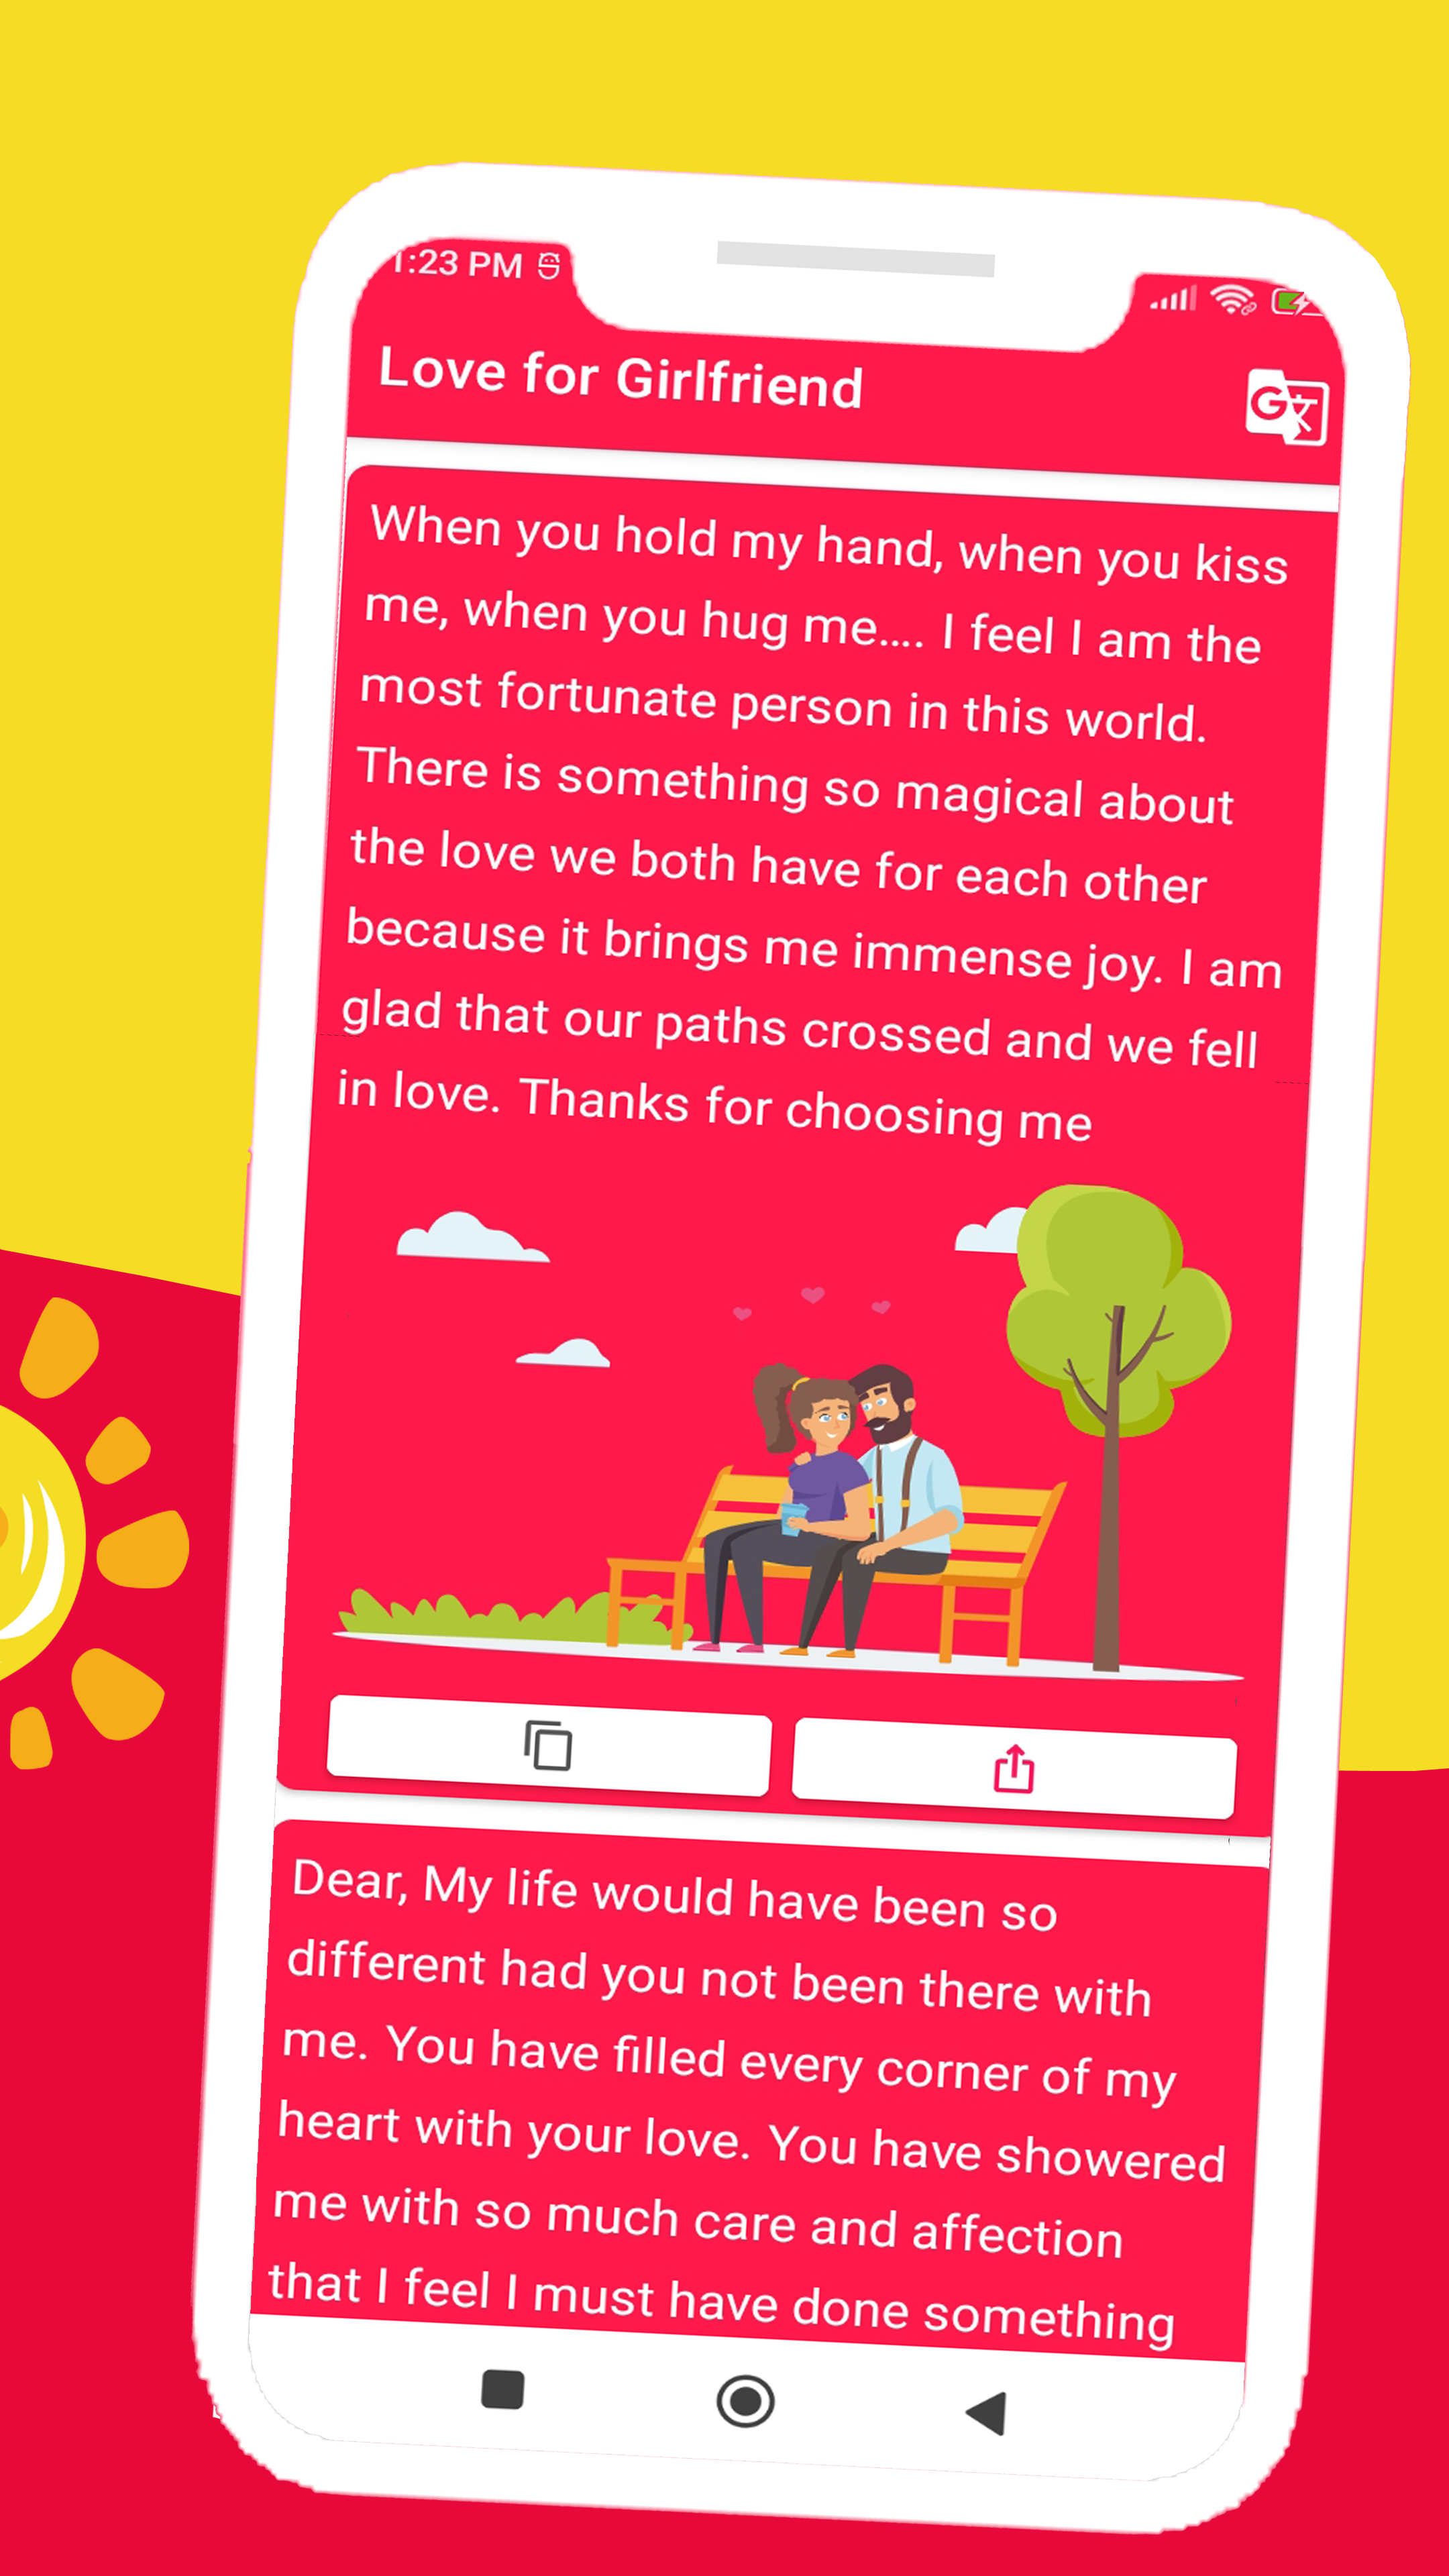 1:23 PM
Love for Girlfriend
When you hold my hand, when you kiss
me, when you hug me.... I feel I am the
most fortunate person in this world.
There is something so magical about
the love we both have for each other
because it brings me immense joy. I am
glad that our paths crossed and we fell
in love. Thanks for choosing me
Dear, My life would have been so
different had you not been there with
me. You have filled every corner of my
heart with your love. You have showered
me with so much care and affection
that I feel I must have done something